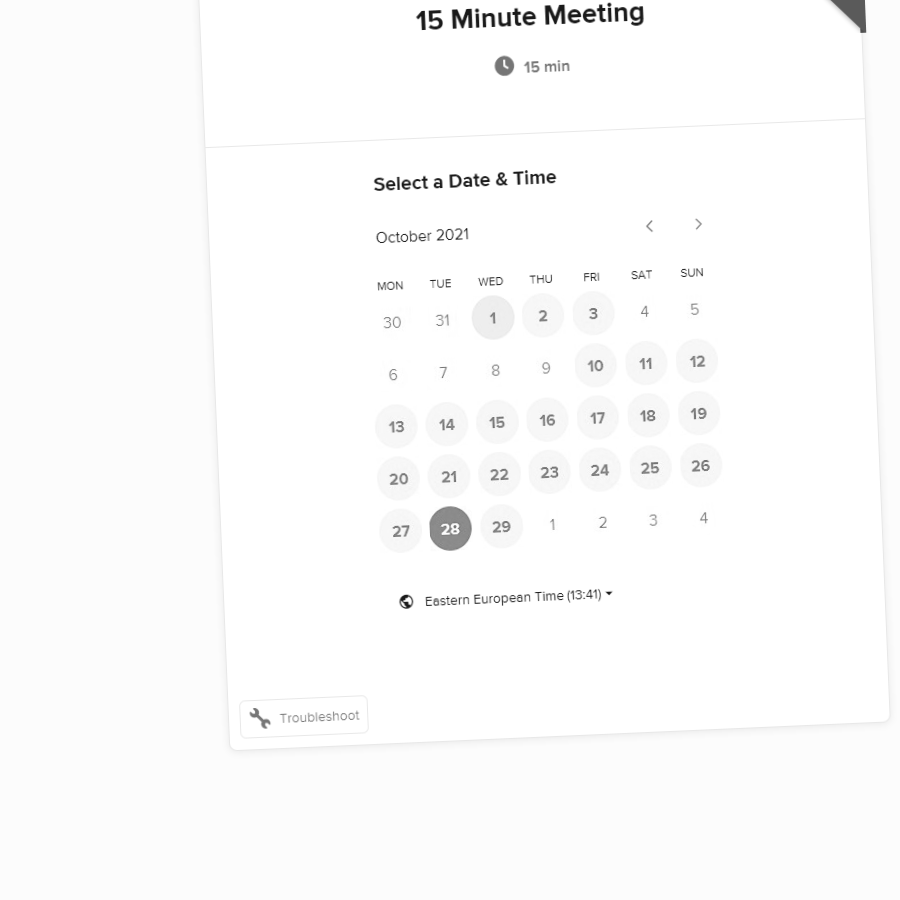 15 Minute Meeting
15 min
Select a Date & Time
October 2021
MON TUE WED THU FRI SAT SUN
30 31 1 2 3 4 5
6 7 8 9 10 11 12
13 14 15 16 17 18 19
20 21 22 23 24 25 26
27 28 29 1 2 3 4
Eastern European Time (13:41)
Troubleshoot